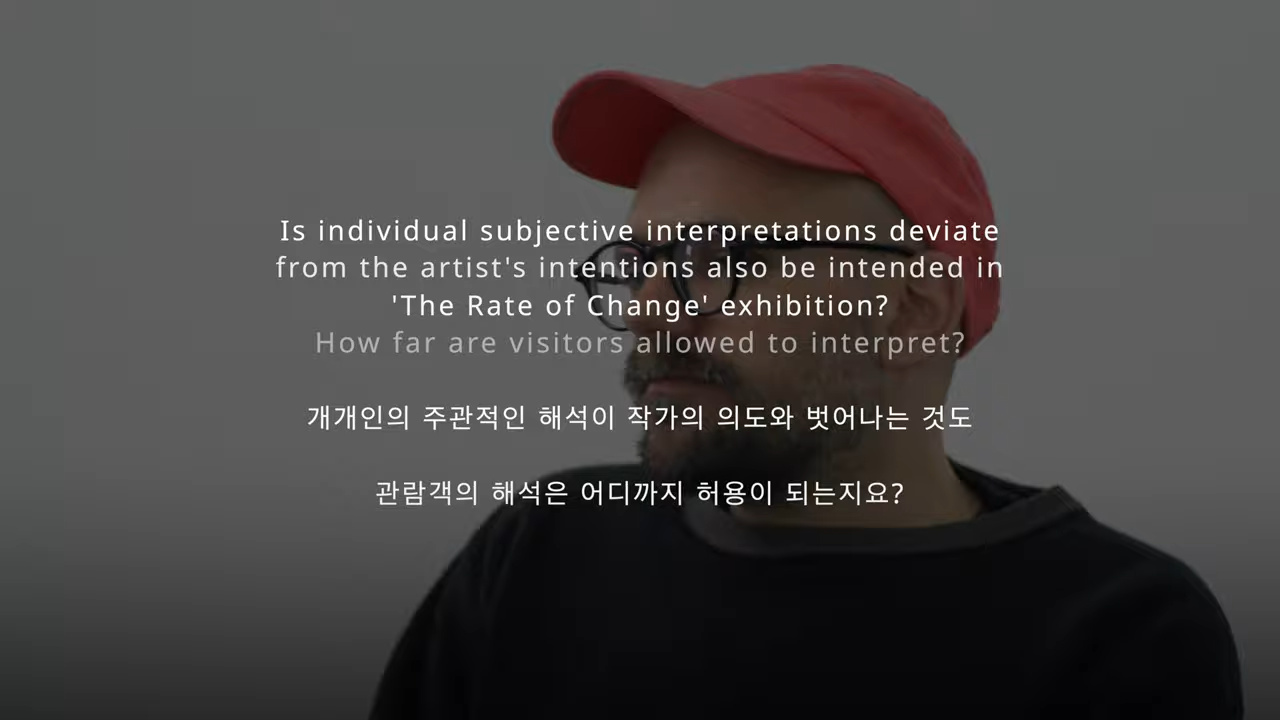 Is individual subjective interpretations deviate
from the artist's intentions also be intended in
'The Rate of Change' exhibition?
How far are visitors allowed to interpret?
개개인의 주관적인 해석이 작가의 의도와 벗어나는 것도
관람객의 해석은 어디까지 허용이 되는지요?